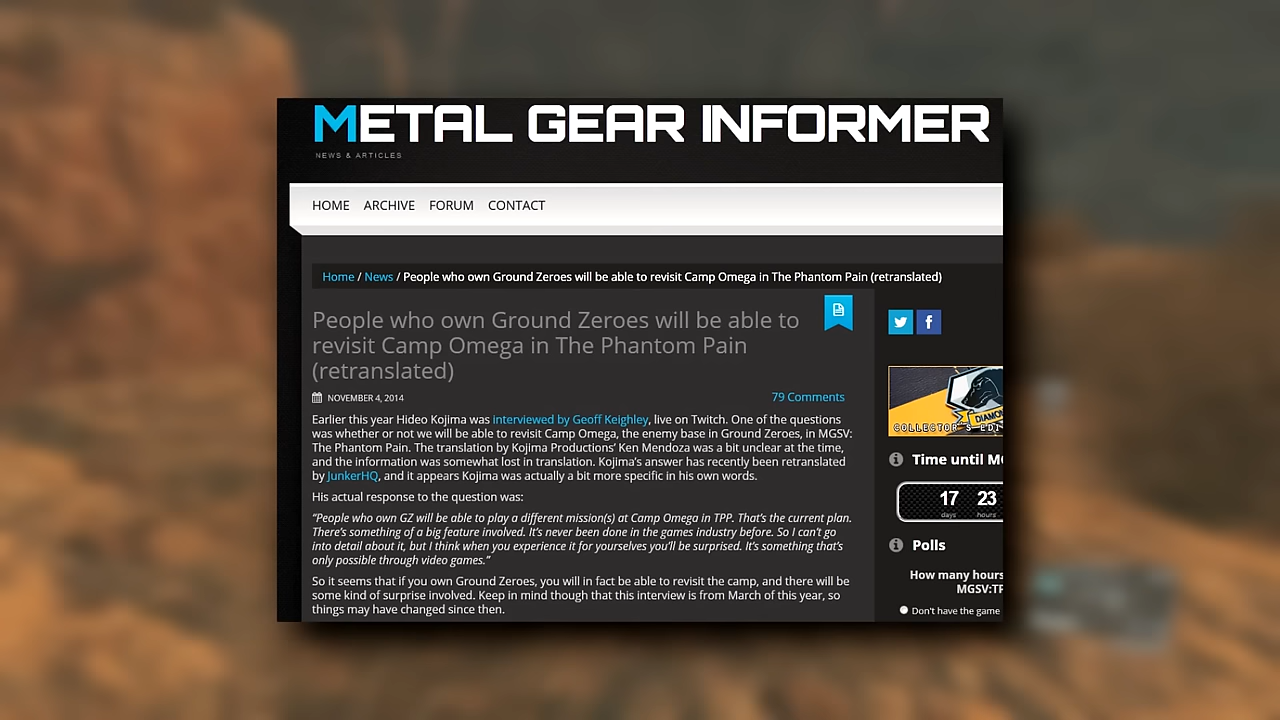 METAL GEAR INFORMER
NEWS & ARTICLES
HOME ARCHIVE FORUM CONTACT
Home / News / People who own Ground Zeroes will be able to revisit Camp Omega in The Phantom Pain (retranslated)
People who own Ground Zeroes will be able to
revisit Camp Omega in The Phantom Pain
(retranslated)
NOVEMBER 4, 2014
79 Comments
Earlier this year Hideo Kojima was interviewed by Geoff Keighley, live on Twitch. One of the questions
was whether or not we will be able to revisit Camp Omega, the enemy base in Ground Zeroes, in MGSV:
The Phantom Pain. The translation by Kojima Productions’ Ken Mendoza was a bit unclear at the time,
and the information was somewhat lost in translation. Kojima’s answer has recently been retranslated
by JunkerHQ, and it appears Kojima was actually a bit more specific in his own words.
His actual response to the question was:
“People who own GZ will be able to play a different mission(s) at Camp Omega in TPP. That’s the current plan.
There’s something of a big feature involved. It’s never been done in the games industry before. So I can’t go
into detail about it, but I think when you experience it for yourselves you’ll be surprised. It’s something that’s
only possible through video games.”
So it seems that if you own Ground Zeroes, you will in fact be able to revisit the camp, and there will be
some kind of surprise involved. Keep in mind though that this interview is from March of this year, so
things may have changed since then.
DIAMON
COLLECTOR'S EDI
Time until MG
17 23
days hours
Polls
How many hours
MGSV:TP
Don't have the game